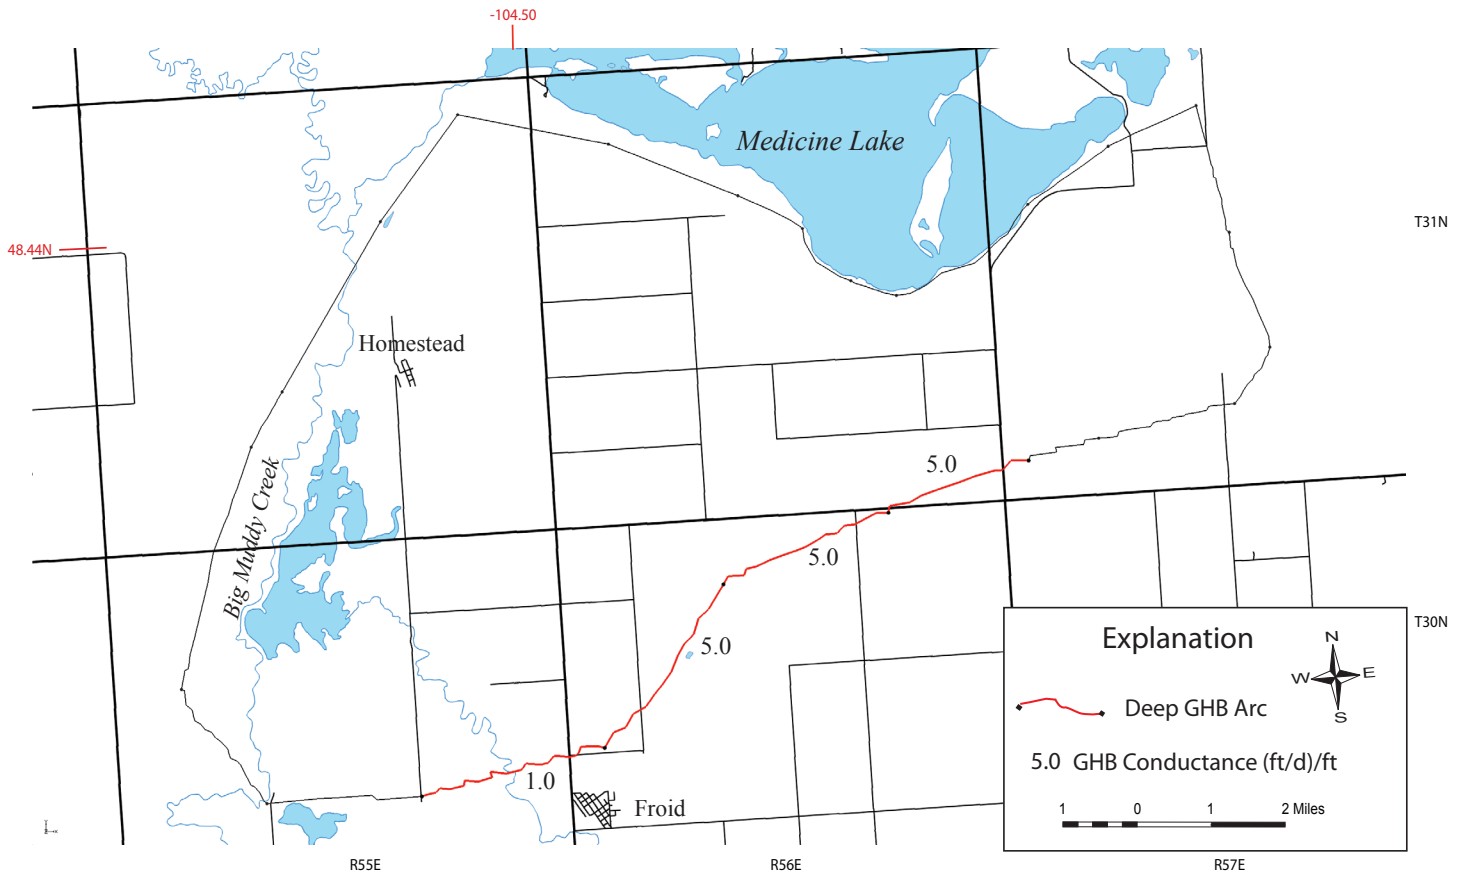 -104.50
Medicine Lake
T31N
48.44N
Homestead
5.0
Big Muddy Creek
5.0
5.0
1.0
Froid
T30N
Explanation
N
W
E
S
Deep GHB Arc
5.0 GHB Conductance (ft/d)/ft
1 0 1 2 Miles
R55E
R56E
R57E